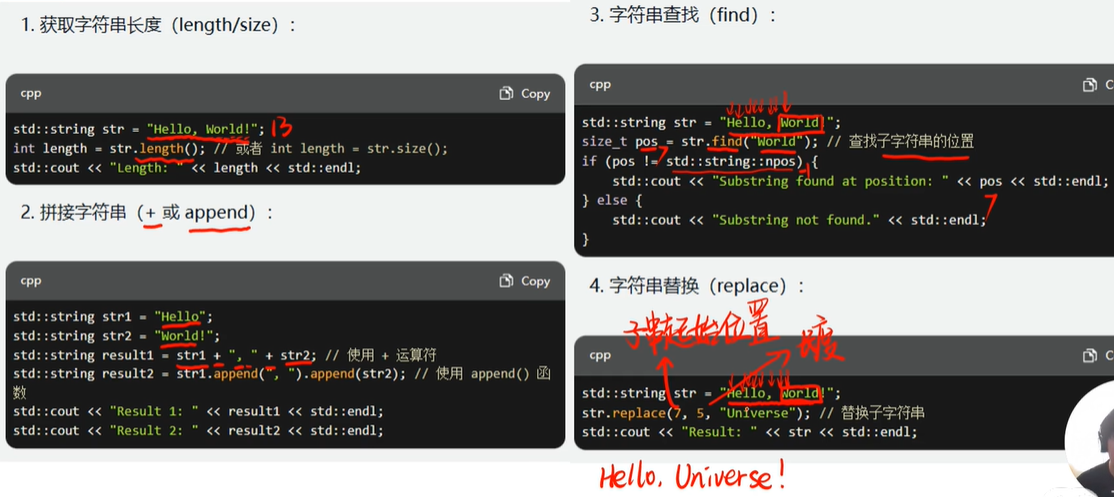 1. 获取字符串长度（length/size）：
cpp
Copy
std::string str = "Hello, World!"; 13
int length = str.length(); // 或者 int length = str.size();
std::cout << "Length: " << length << std::endl;
2. 拼接字符串（+ 或 append）：
cpp
Copy
std::string str1 = "Hello";
std::string str2 = "World!";
std::string result1 = str1 + ", " + str2; // 使用 + 运算符
std::string result2 = str1.append(", ").append(str2); // 使用 append() 函
数
std::cout << "Result 1: " << result1 << std::endl;
std::cout << "Result 2: " << result2 << std::endl;
3. 字符串查找（find）：
cpp
C
std::string str = "Hello, World!";
size_t pos = str.find("World"); // 查找子字符串的位置
7
if (pos != std::string::npos) {
-1
std::cout << "Substring found at position: " << pos << std::endl;
7
} else {
std::cout << "Substring not found." << std::endl;
}
4. 字符串替换（replace）：
子串起始位置
长度
cpp
C
std::string str = "Hello, World!";
str.replace(7, 5, "Universe"); // 替换子字符串
std::cout << "Result: " << str << std::endl;
Hello, Universe!